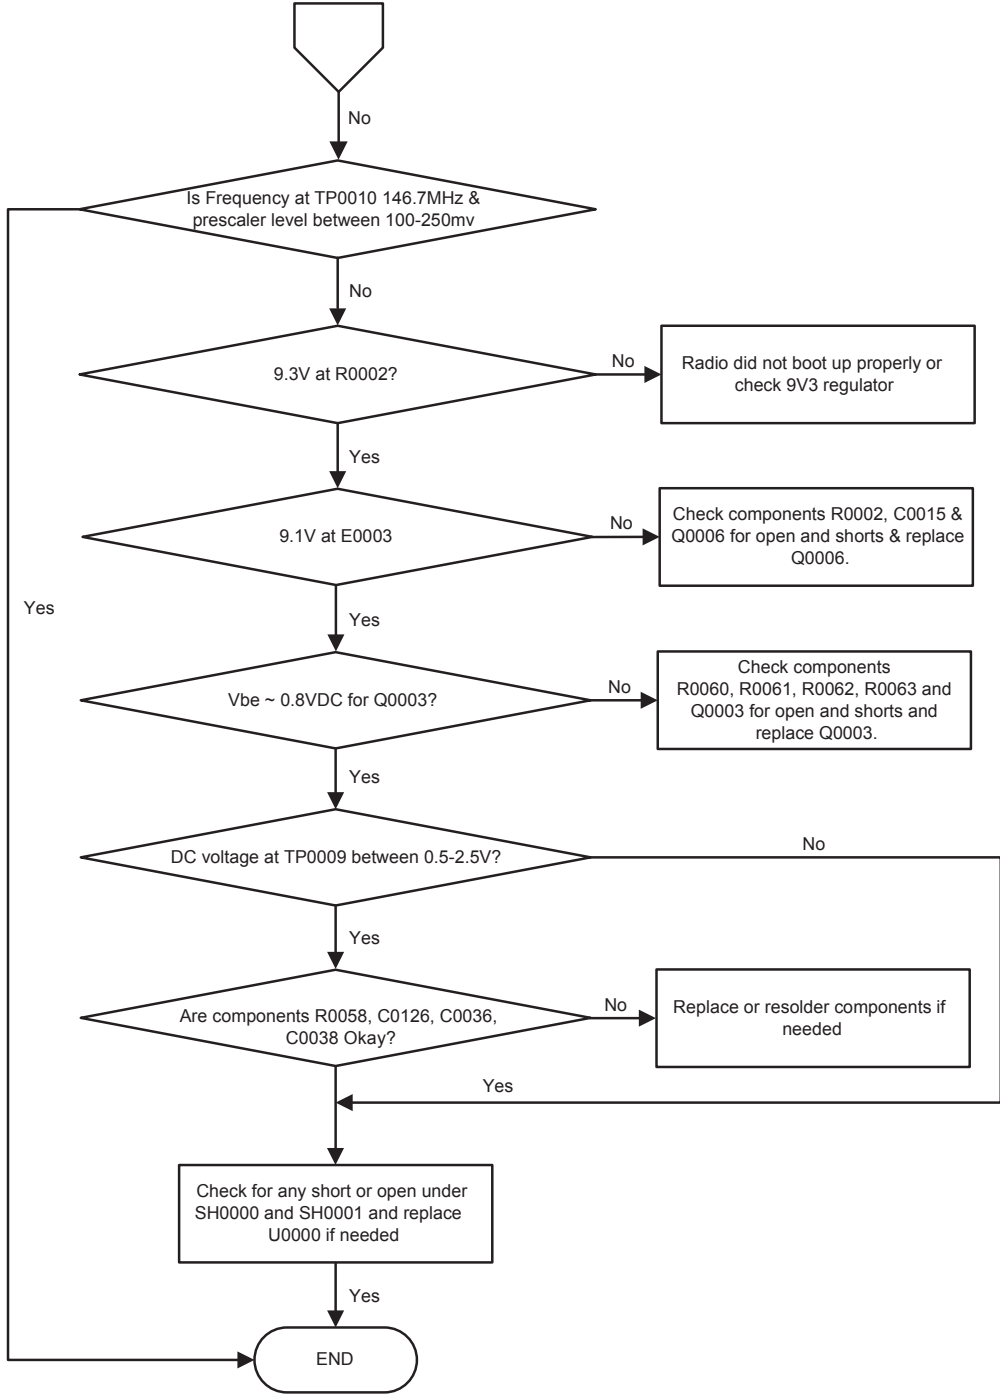 No
Is Frequency at TP0010 146.7MHz &
prescaler level between 100-250mv
No
9.3V at R0002?
No
Radio did not boot up properly or
check 9V3 regulator
Yes
9.1V at E0003
No
Check components R0002, C0015 &
Q0006 for open and shorts & replace
Q0006.
Yes
Yes
Vbe ~ 0.8VDC for Q0003?
No
Check components
R0060, R0061, R0062, R0063 and
Q0003 for open and shorts and
replace Q0003.
Yes
DC voltage at TP0009 between 0.5-2.5V?
No
Yes
Are components R0058, C0126, C0036,
C0038 Okay?
No
Replace or resolder components if
needed
Yes
Check for any short or open under
SH0000 and SH0001 and replace
U0000 if needed
Yes
END